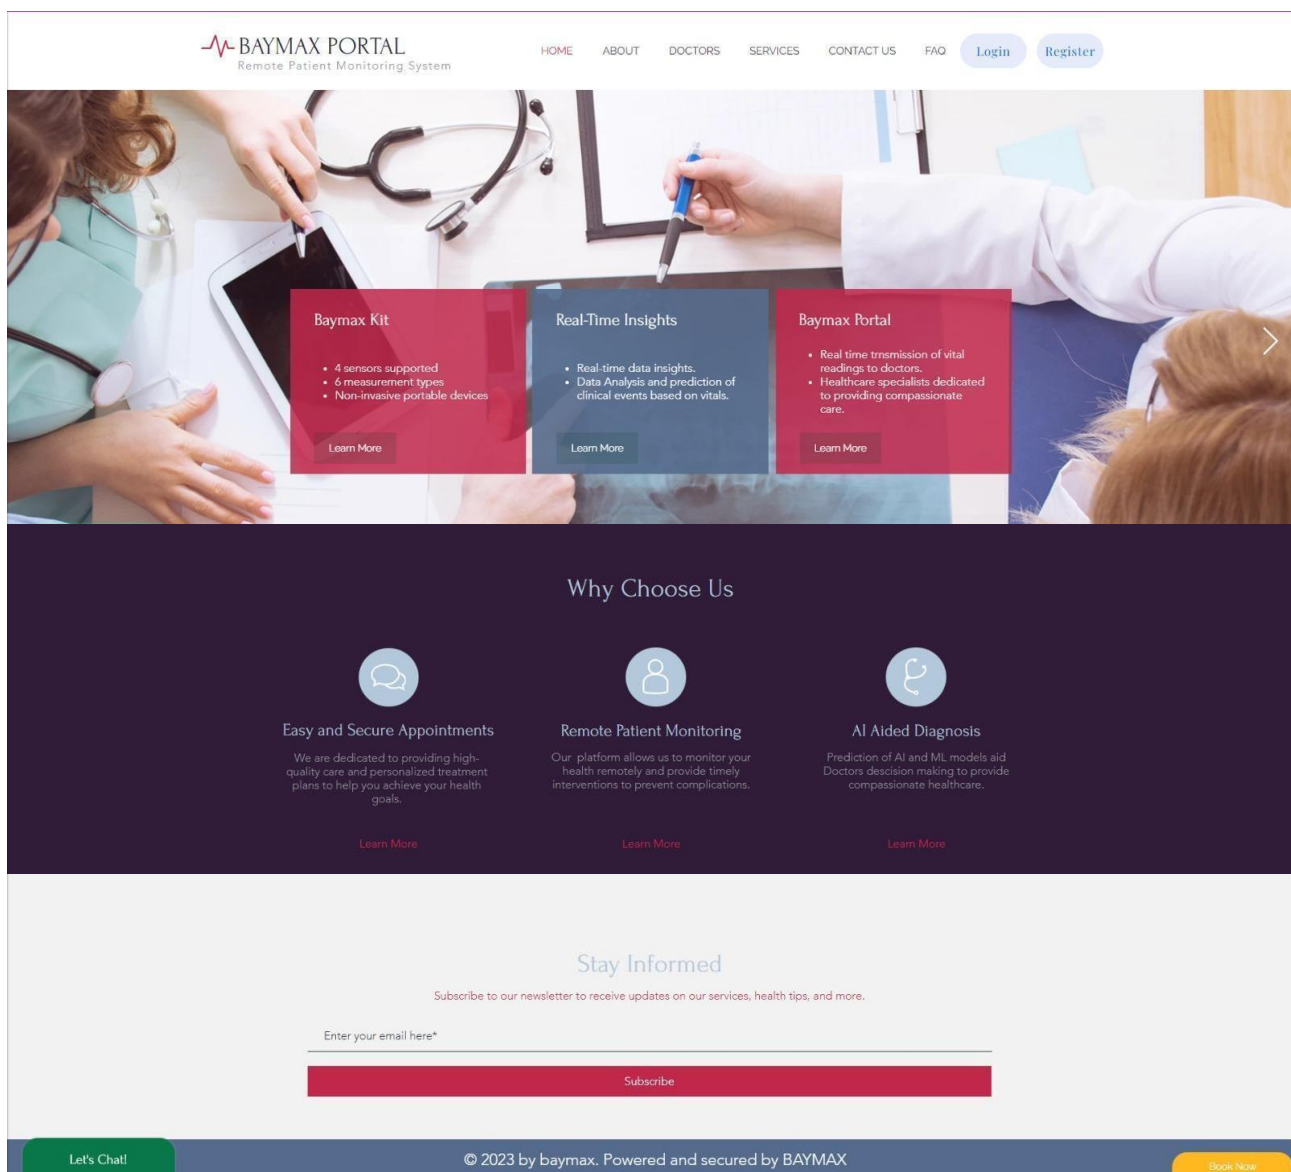 BAYMAX PORTAL
Remote Patient Monitoring System
HOME ABOUT DOCTORS SERVICES CONTACT US FAQ Login Register
Baymax Kit
• 4 sensors supported
• 6 measurement types
• Non-invasive portable devices
Learn More
Real-Time Insights
• Real-time data insights.
• Data Analysis and prediction of
clinical events based on vitals.
Learn More
Baymax Portal
• Real time trnsmission of vital
readings to doctors.
• Healthcare specialists dedicated
to providing compassionate
care.
Learn More
Why Choose Us
Easy and Secure Appointments
We are dedicated to providing high-
quality care and personalized treatment
plans to help you achieve your health
goals.
Learn More
Remote Patient Monitoring
Our platform allows us to monitor your
health remotely and provide timely
interventions to prevent complications.
Learn More
AI Aided Diagnosis
Prediction of AI and ML models aid
Doctors descision making to provide
compassionate healthcare.
Learn More
Stay Informed
Subscribe to our newsletter to receive updates on our services, health tips, and more.
Enter your email here*
Subscribe
Let's Chat!
© 2023 by baymax. Powered and secured by BAYMAX
Book Now